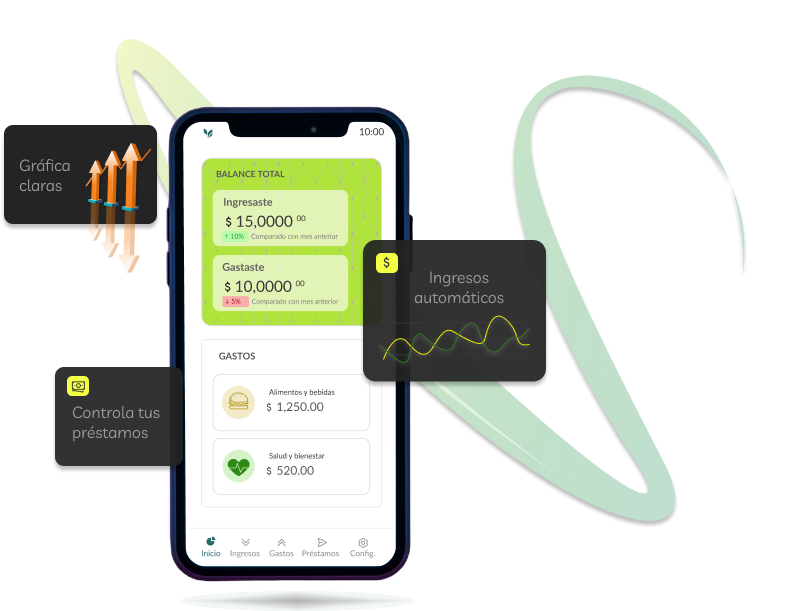 10:00
BALANCE TOTAL
Ingresaste
$ 15,0000 00
↑ 10% Comparado con mes anterior
Gastaste
$ 10,0000 00
↓ 5% Comparado con mes anterior
GASTOS
Alimentos y bebidas
$ 1,250.00
Salud y bienestar
$ 520.00
Inicio Ingresos Gastos Préstamos Config.
Gráfica
claras
$
Ingresos
automáticos
Controla tus
préstamos